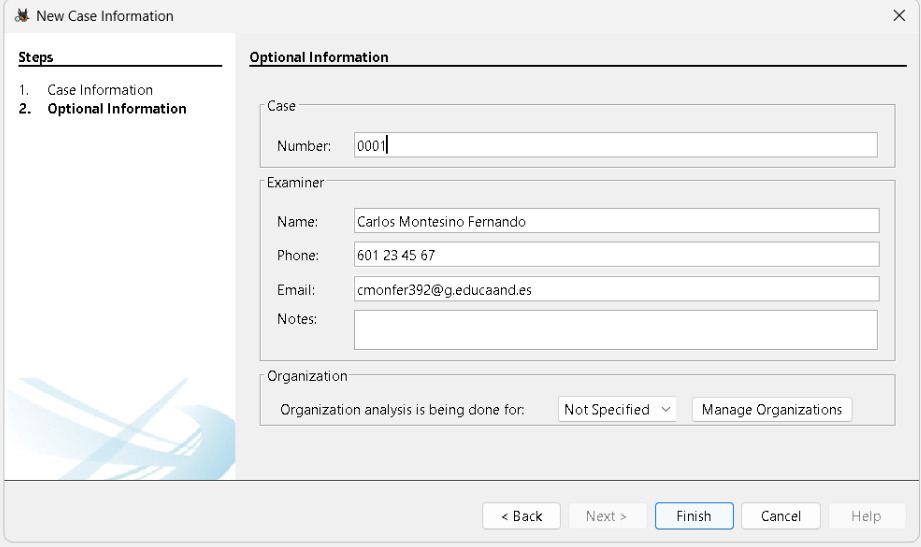 New Case Information
Steps
1. Case Information
2. Optional Information
Optional Information
Case
Number: 0001
Examiner
Name: Carlos Montesino Fernando
Phone: 601 23 45 67
Email: cmonfer392@g.educaand.es
Notes:
Organization
Organization analysis is being done for: Not Specified Manage Organizations
< Back Next > Finish Cancel Help